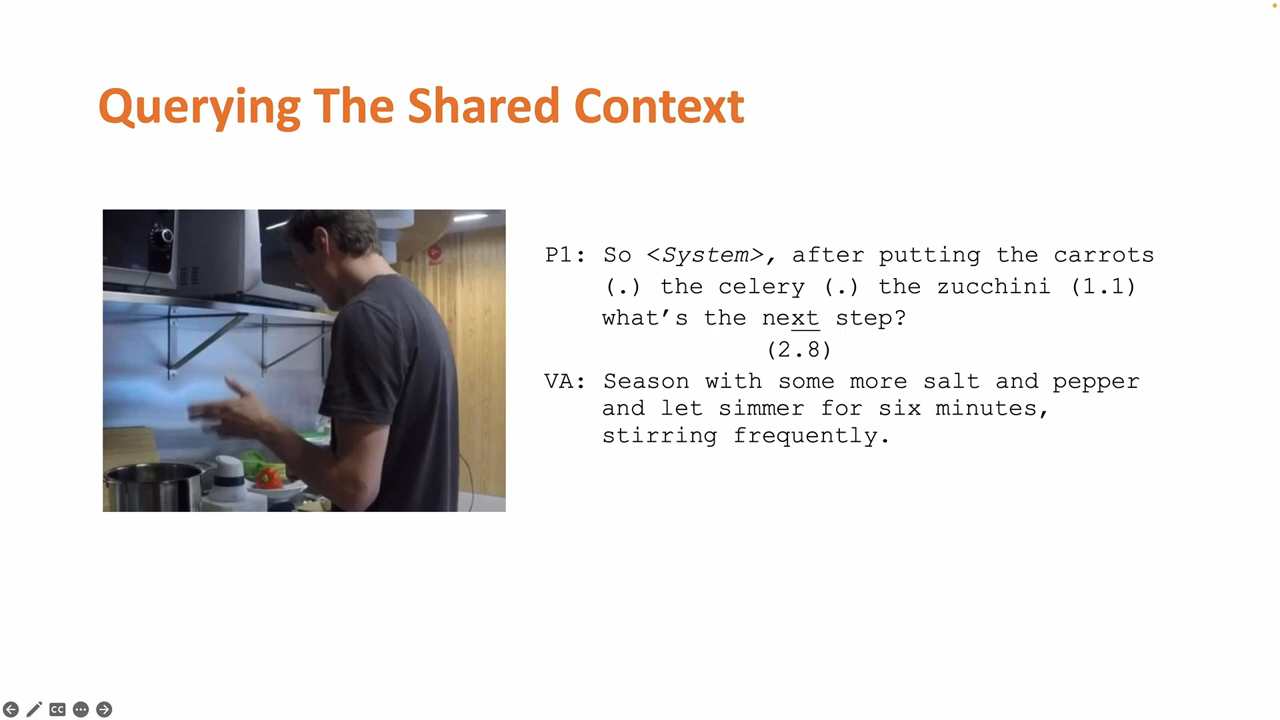 Querying The Shared Context
P1: So <System>, after putting the carrots
(.) the celery (.) the zucchini (1.1)
what's the next step?
(2.8)
VA: Season with some more salt and pepper
and let simmer for six minutes,
stirring frequently.
CC